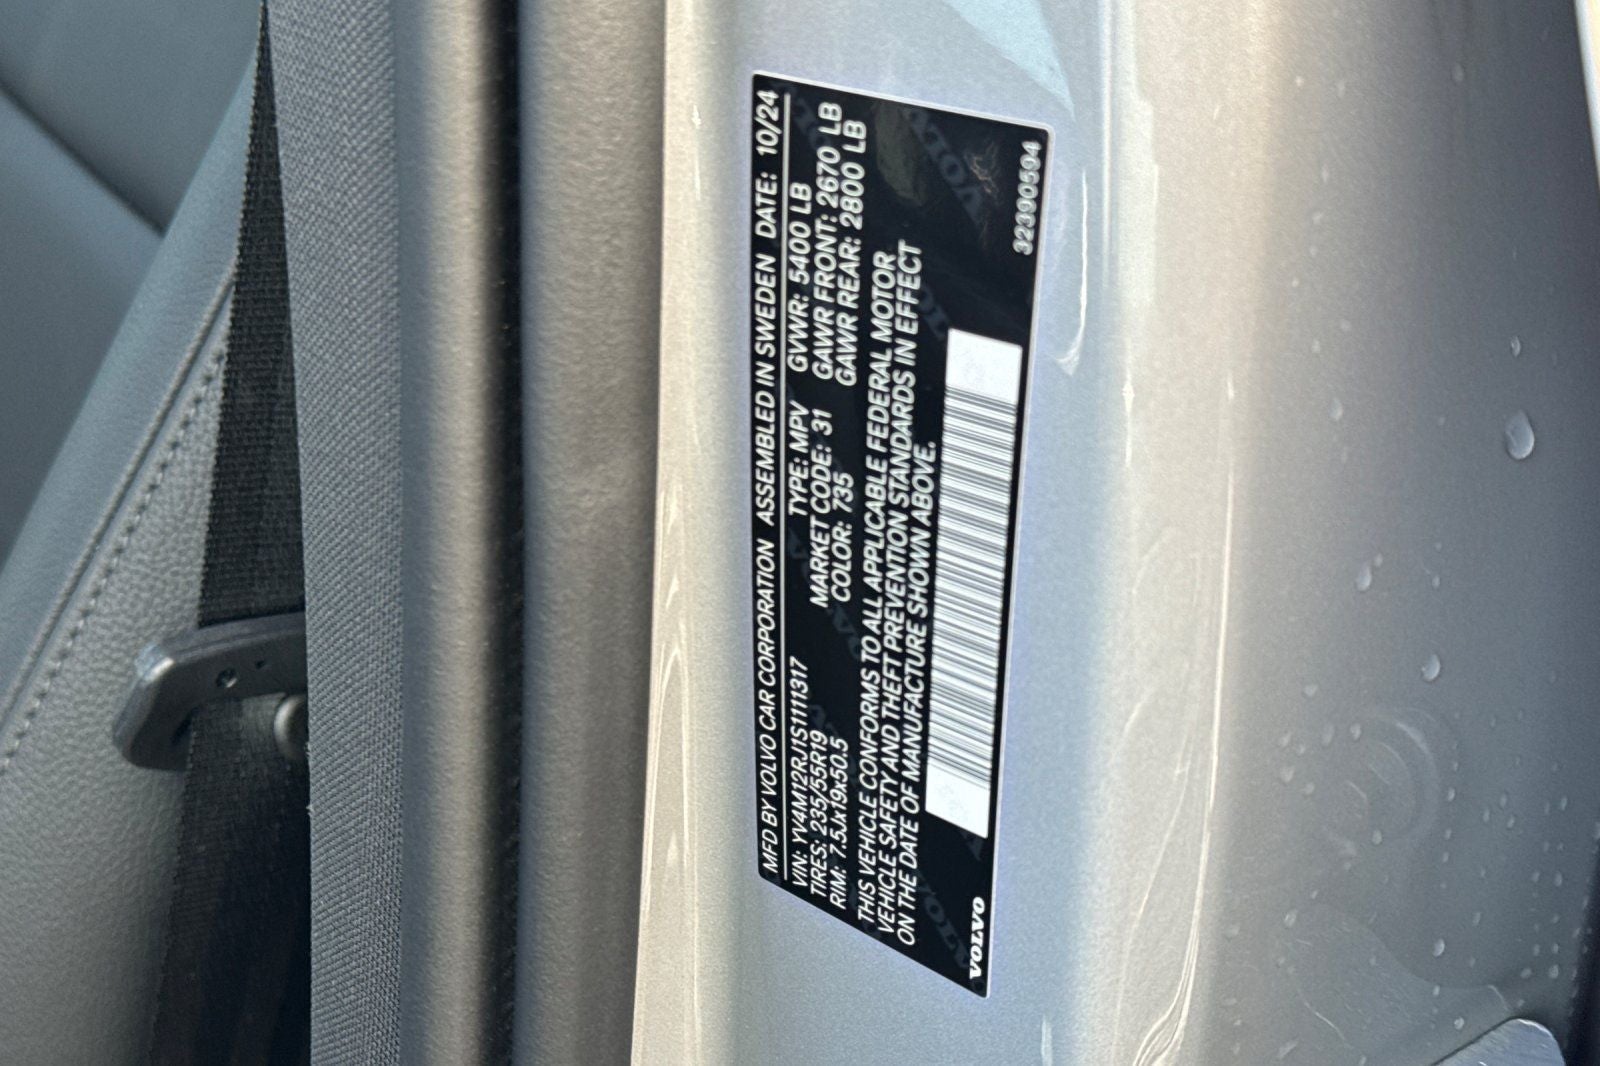 MFD BY VOLVO CAR CORPORATION ASSEMBLED IN SWEDEN DATE: 10/24
VIN: YV4M12RJ1S1111317 TYPE: MPV GVWR: 5400 LB
TIRES: 235/55R19 MARKET CODE: 31 GAWR FRONT: 2670 LB
RIM: 7.5Jx19x50.5 COLOR: 735 GAWR REAR: 2800 LB
THIS VEHICLE CONFORMS TO ALL APPLICABLE FEDERAL MOTOR
VEHICLE SAFETY AND THEFT PREVENTION STANDARDS IN EFFECT
ON THE DATE OF MANUFACTURE SHOWN ABOVE.
VOLVO 32390594